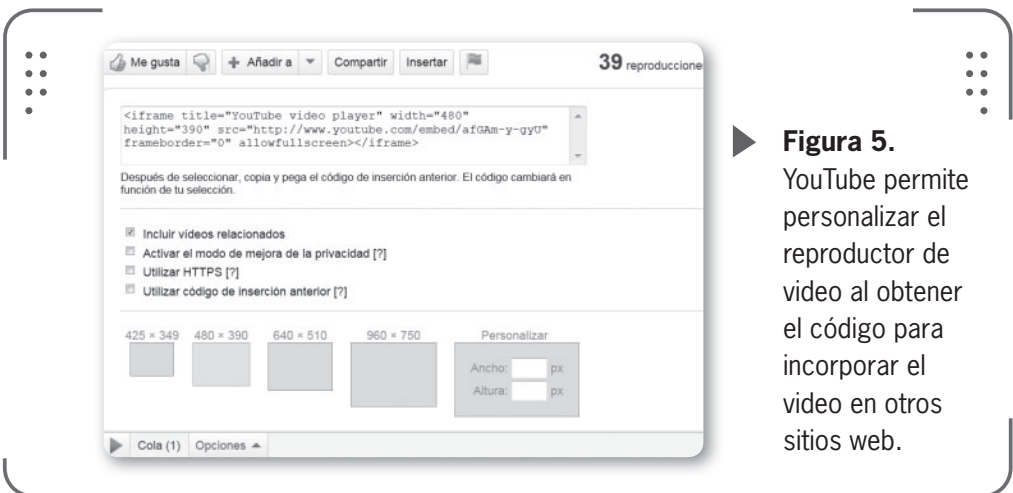 Me gusta + Añadir a Compartir Insertar 39 reproduccione
<iframe title="YouTube video player" width="480"
height="390" src="http://www.youtube.com/embed/afGAm-y-gyU"
frameborder="0" allowfullscreen></iframe>
Después de seleccionar, copia y pega el código de inserción anterior. El código cambiará en
función de tu selección.
Incluir vídeos relacionados
Activar el modo de mejora de la privacidad [?]
Utilizar HTTPS [?]
Utilizar código de inserción anterior [?]
425 × 349 480 × 390 640 × 510 960 × 750 Personalizar
Ancho: px
Altura: px
Cola (1) Opciones
Figura 5.
YouTube permite
personalizar el
reproductor de
video al obtener
el código para
incorporar el
video en otros
sitios web.